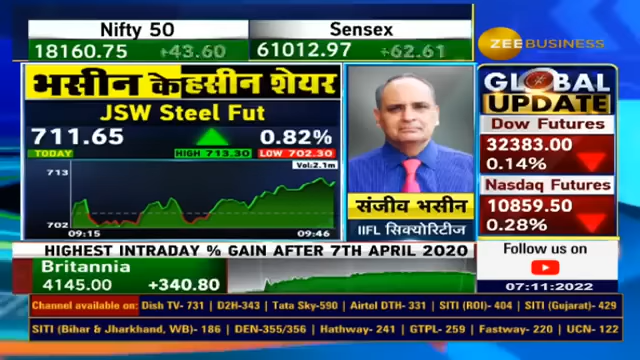 Nifty 50
18160.75 +43.60
Sensex
61012.97 +62.61
ZEE BUSINESS
भसीन के हसीन शेयर
JSW Steel Fut
711.65 0.82%
TODAY HIGH 713.30 LOW 702.30
Vol:2.1m
713
702
09:15 09:46
संजीव भसीन
IIFL सिक्योरिटीज
GLOBAL
UPDATE
Dow Futures
32383.00
0.14%
Nasdaq Futures
10859.50
0.28%
HIGHEST INTRADAY % GAIN AFTER 7TH APRIL 2020
Britannia
4145.00 +340.80
Follow us on
07:11:2022
Channel available on: Dish TV- 731 | D2H-343 | Tata Sky-590 | Airtel DTH- 331 | SITI (ROI)- 404 | SITI (Gujarat)- 429
SITI (Bihar & Jharkhand, WB)- 186 | DEN-355/356 | Hathway- 241 | GTPL- 259 | Fastway- 220 | UCN- 122